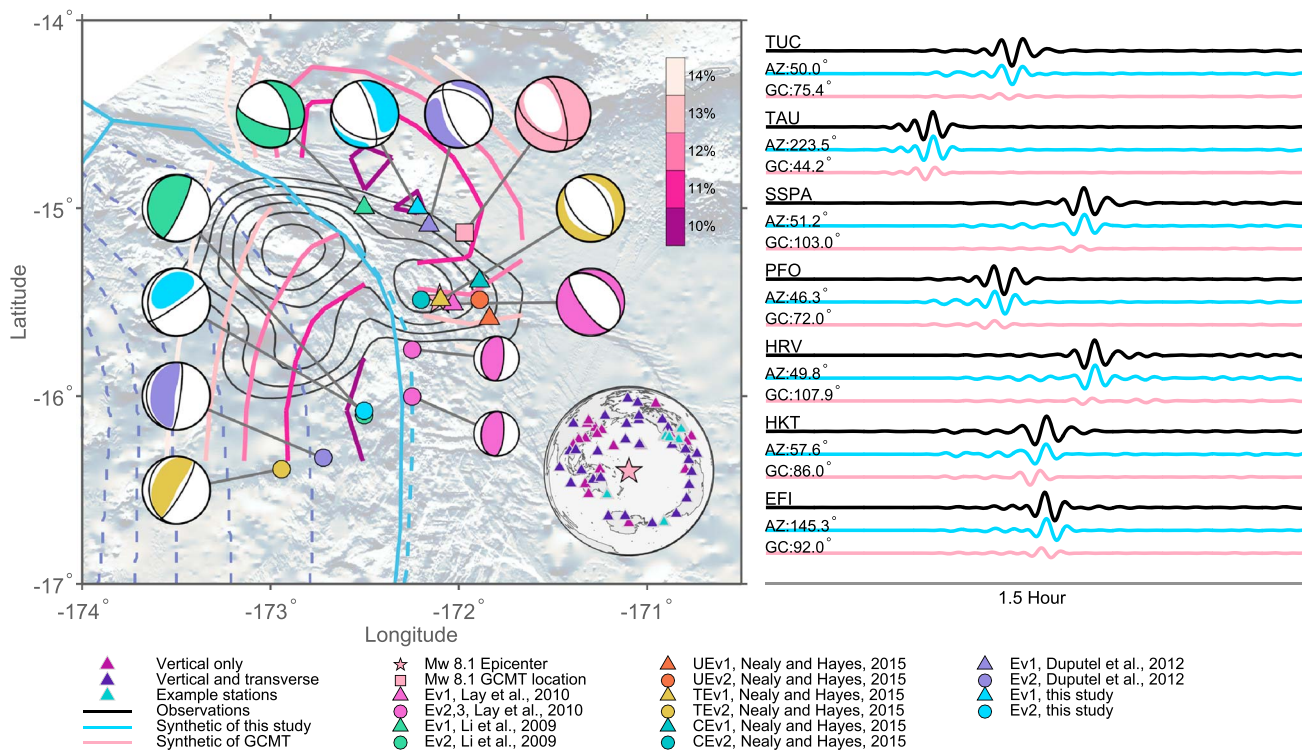 -14°
-15°
-16°
-17°
Latitude
-174°
-173°
-172°
-171°
Longitude
14%
13%
12%
11%
10%
TUC
AZ:50.0°
GC:75.4°
TAU
AZ:223.5°
GC:44.2°
SSPA
AZ:51.2°
GC:103.0°
PFO
AZ:46.3°
GC:72.0°
HRV
AZ:49.8°
GC:107.9°
HKT
AZ:57.6°
GC:86.0°
EFI
AZ:145.3°
GC:92.0°
1.5 Hour
Vertical only
Vertical and transverse
Example stations
Observations
Synthetic of this study
Synthetic of GCMT
Mw 8.1 Epicenter
Mw 8.1 GCMT location
Ev1, Lay et al., 2010
Ev2,3, Lay et al., 2010
Ev1, Li et al., 2009
Ev2, Li et al., 2009
UEv1, Nealy and Hayes, 2015
UEv2, Nealy and Hayes, 2015
TEv1, Nealy and Hayes, 2015
TEv2, Nealy and Hayes, 2015
CEv1, Nealy and Hayes, 2015
CEv2, Nealy and Hayes, 2015
Ev1, Duputel et al., 2012
Ev2, Duputel et al., 2012
Ev1, this study
Ev2, this study